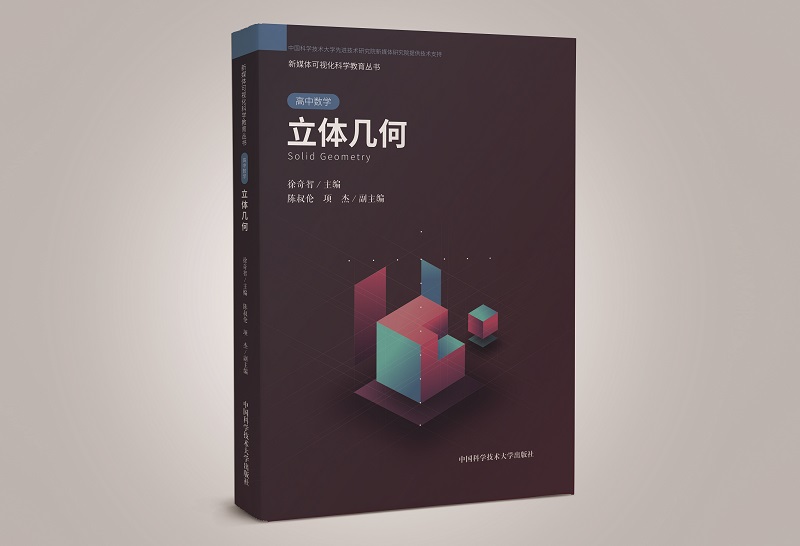 中国科学技术大学先进技术研究院新媒体研究院提供技术支持
新媒体可视化科学教育丛书
高中数学
立体几何
Solid Geometry
徐奇智/主编
陈叔伦 项 杰/副主编
中国科学技术大学出版社
新媒体可视化科学教育丛书
高中数学
立体几何
徐奇智/主编
陈叔伦 项 杰/副主编
中国科学技术大学出版社